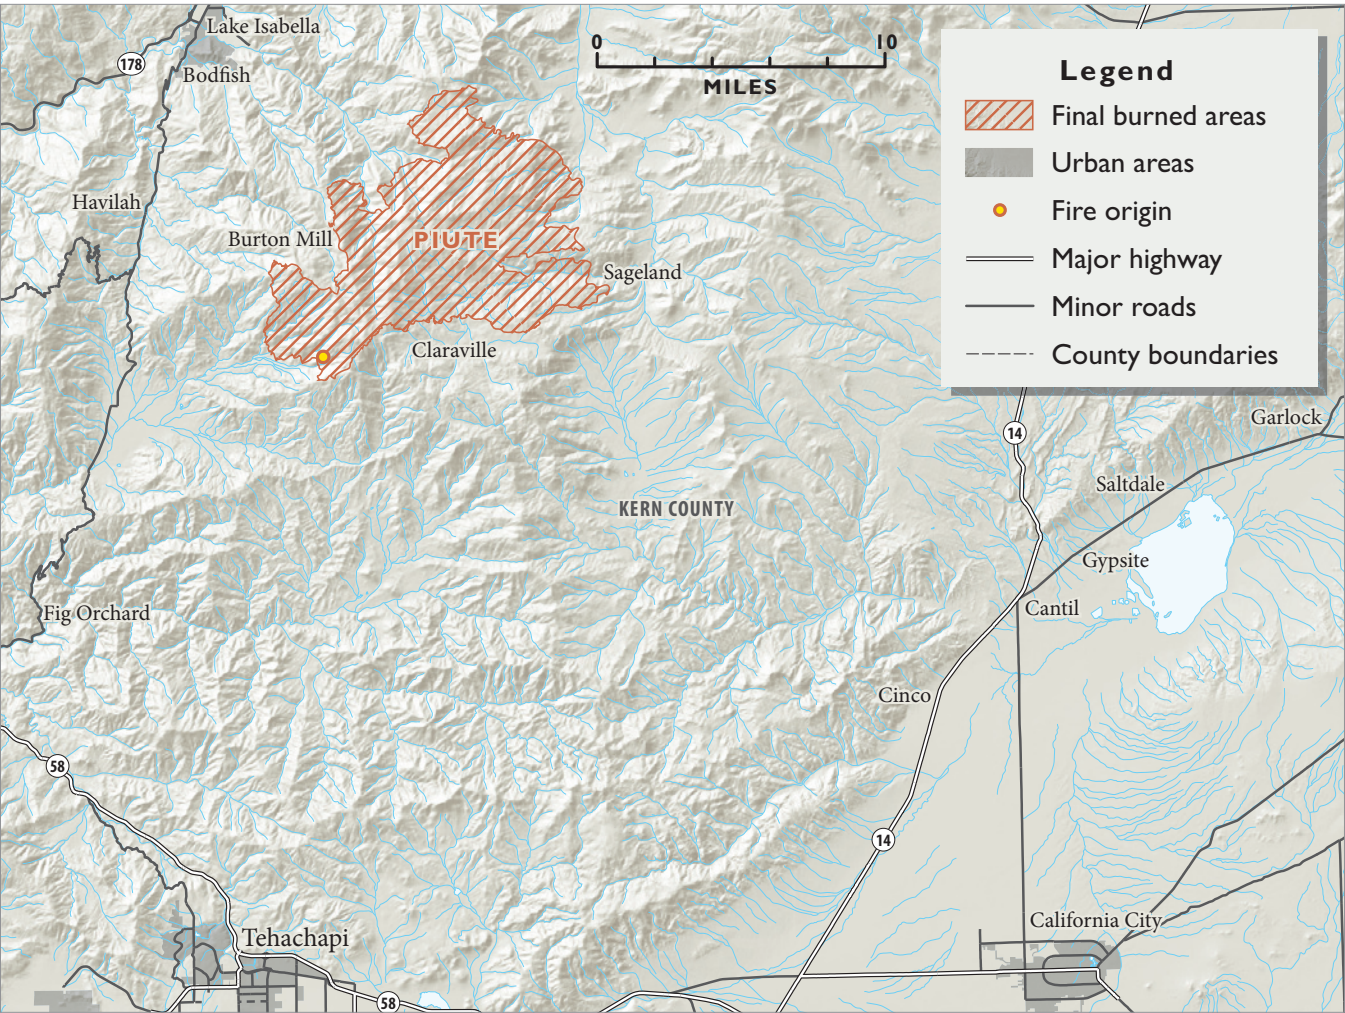 Lake Isabella
178
Bodfish
0 10
MILES
Legend
Final burned areas
Urban areas
Fire origin
Major highway
Minor roads
County boundaries
Havilah
Burton Mill
PIUTE
Sageland
Claraville
Garlock
14
Saltdale
KERN COUNTY
Gypsite
Fig Orchard
Cantil
Cinco
58
14
California City
Tehachapi
58